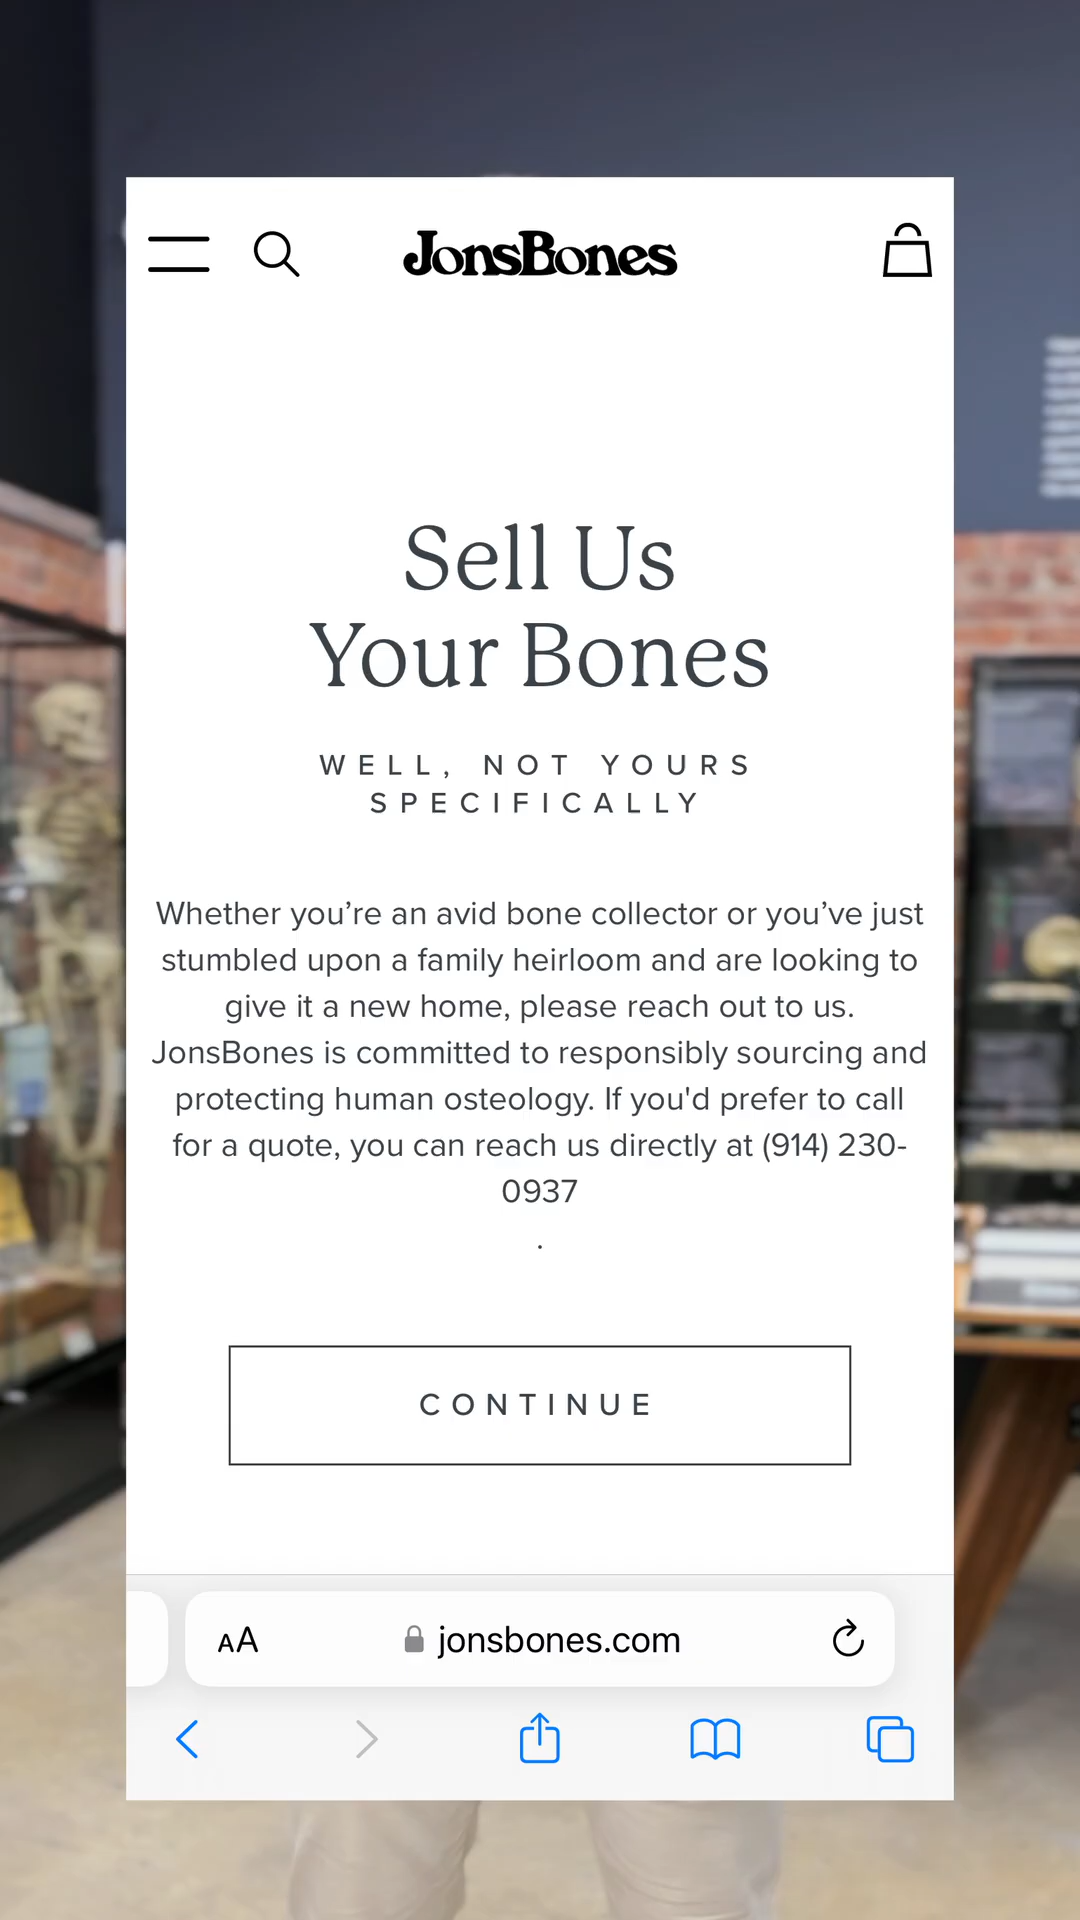 JonsBones
Sell Us
Your Bones
WELL, NOT YOURS
SPECIFICALLY
Whether you’re an avid bone collector or you’ve just
stumbled upon a family heirloom and are looking to
give it a new home, please reach out to us.
JonsBones is committed to responsibly sourcing and
protecting human osteology. If you'd prefer to call
for a quote, you can reach us directly at (914) 230-
0937
.
CONTINUE
AA
jonsbones.com